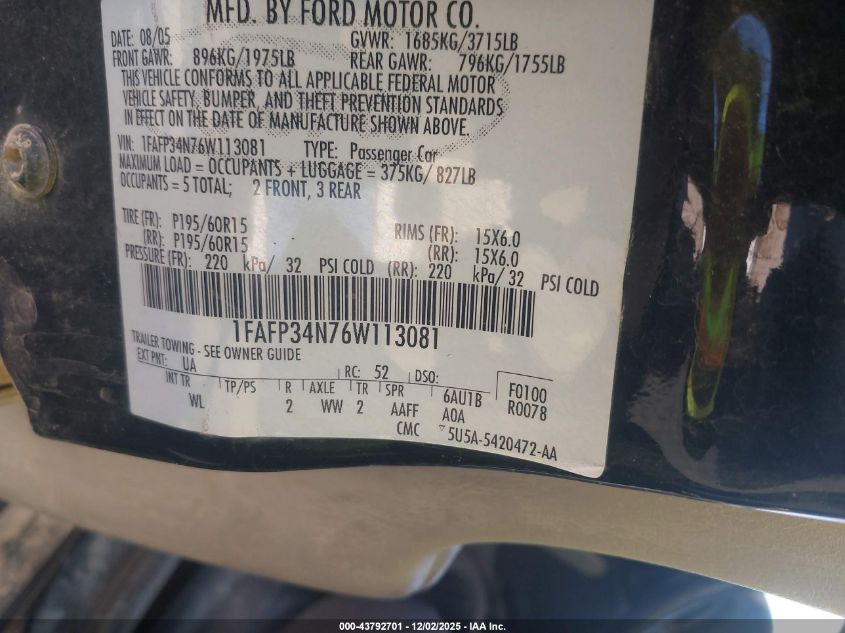 MFD. BY FORD MOTOR CO.
DATE: 08/05 GVWR: 1685KG/3715LB
FRONT GAWR: 896KG/1975LB REAR GAWR: 796KG/1755LB
THIS VEHICLE CONFORMS TO ALL APPLICABLE FEDERAL MOTOR
VEHICLE SAFETY, BUMPER, AND THEFT PREVENTION STANDARDS
IN EFFECT ON THE DATE OF MANUFACTURE SHOWN ABOVE.
VIN: 1FAFP34N76W113081 TYPE: Passenger Car
MAXIMUM LOAD = OCCUPANTS + LUGGAGE = 375KG/ 827LB
OCCUPANTS = 5 TOTAL; 2 FRONT, 3 REAR
TIRE (FR): P195/60R15 RIMS (FR): 15X6.0
(RR): P195/60R15 (RR): 15X6.0
PRESSURE (FR): 220 kPa/ 32 PSI COLD (RR): 220 kPa/ 32 PSI COLD
1FAFP34N76W113081
TRAILER TOWING - SEE OWNER GUIDE
EXT PNT: UA RC: 52 DSO:
INT TR TP/PS R AXLE TR SPR 6AU1B F0100
WL 2 WW 2 AAFF AOA R0078
CMC 5U5A-5420472-AA
000-43792701 - 12/02/2025 - ...... - IAA Inc.